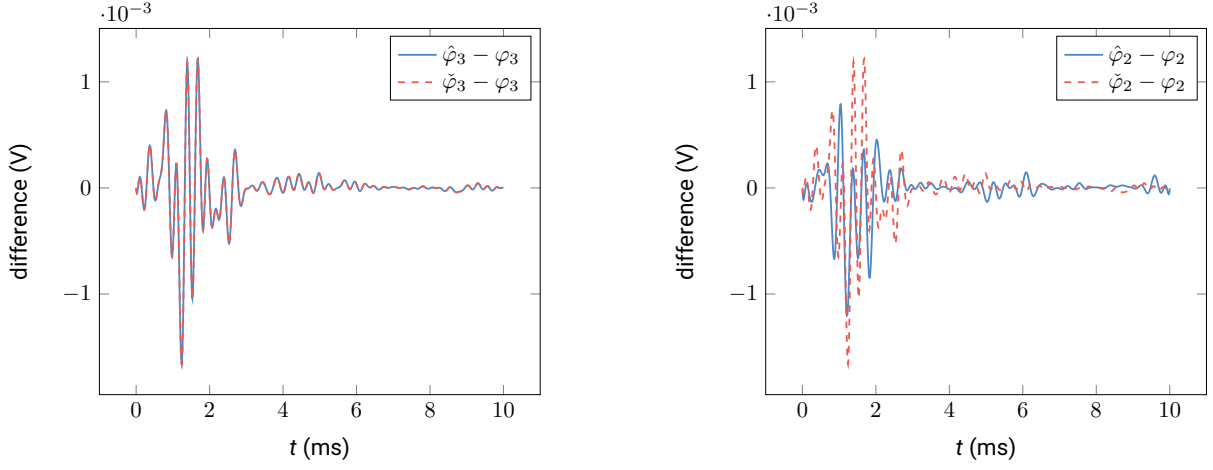 ·10⁻³
φ̂₃ − φ₃
φ̌₃ − φ₃
1
0
−1
difference (V)
0 2 4 6 8 10
t (ms)
·10⁻³
φ̂₂ − φ₂
φ̌₂ − φ₂
1
0
−1
difference (V)
0 2 4 6 8 10
t (ms)